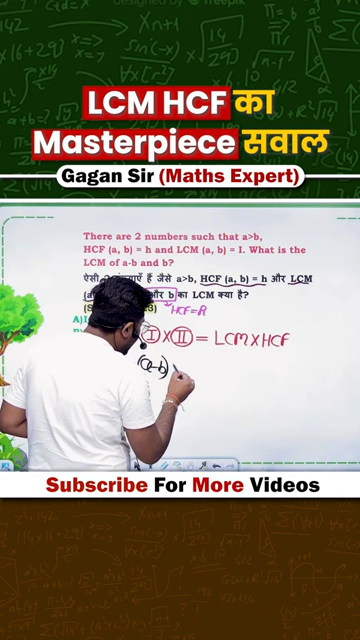 LCM HCF का
Masterpiece सवाल
Gagan Sir (Maths Expert)
There are 2 numbers such that a>b,
HCF (a, b) = h and LCM (a, b) = I. What is the
LCM of a-b and b?
ऐसी 2 हैं जैसे a>b, HCF (a, b) = h और LCM
और b का LCM क्या है?
HCF=h
I × II = LCM × HCF
(a-b)
Subscribe For More Videos